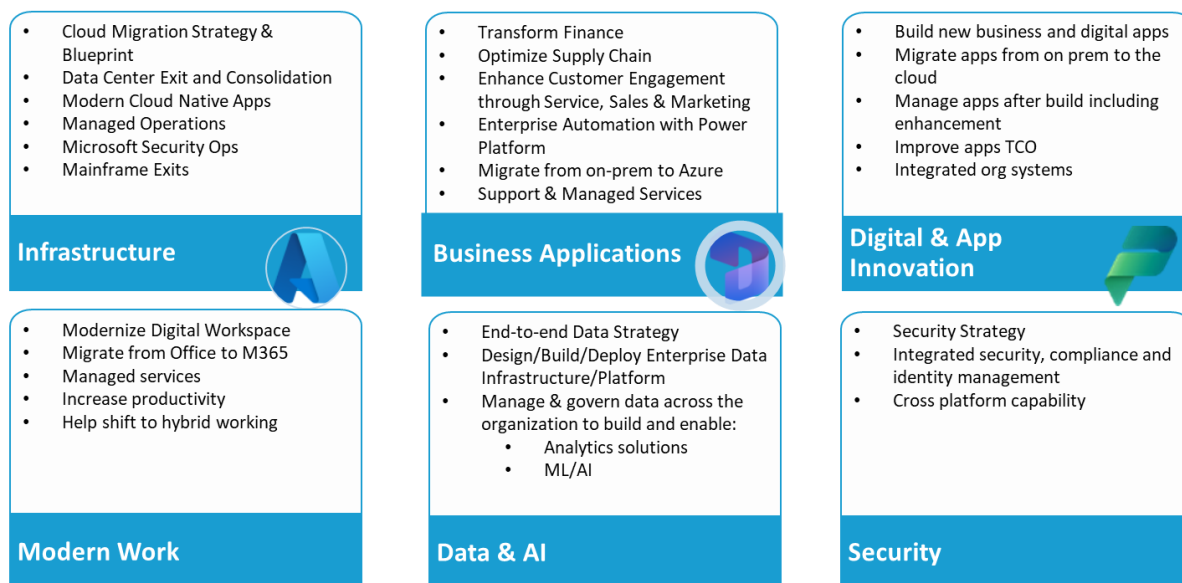 • Cloud Migration Strategy &
Blueprint
• Data Center Exit and Consolidation
• Modern Cloud Native Apps
• Managed Operations
• Microsoft Security Ops
• Mainframe Exits
Infrastructure
• Transform Finance
• Optimize Supply Chain
• Enhance Customer Engagement
through Service, Sales & Marketing
• Enterprise Automation with Power
Platform
• Migrate from on-prem to Azure
• Support & Managed Services
Business Applications
• Build new business and digital apps
• Migrate apps from on prem to the
cloud
• Manage apps after build including
enhancement
• Improve apps TCO
• Integrated org systems
Digital & App
Innovation
• Modernize Digital Workspace
• Migrate from Office to M365
• Managed services
• Increase productivity
• Help shift to hybrid working
Modern Work
• End-to-end Data Strategy
• Design/Build/Deploy Enterprise Data
Infrastructure/Platform
• Manage & govern data across the
organization to build and enable:
• Analytics solutions
• ML/AI
Data & AI
• Security Strategy
• Integrated security, compliance and
identity management
• Cross platform capability
Security